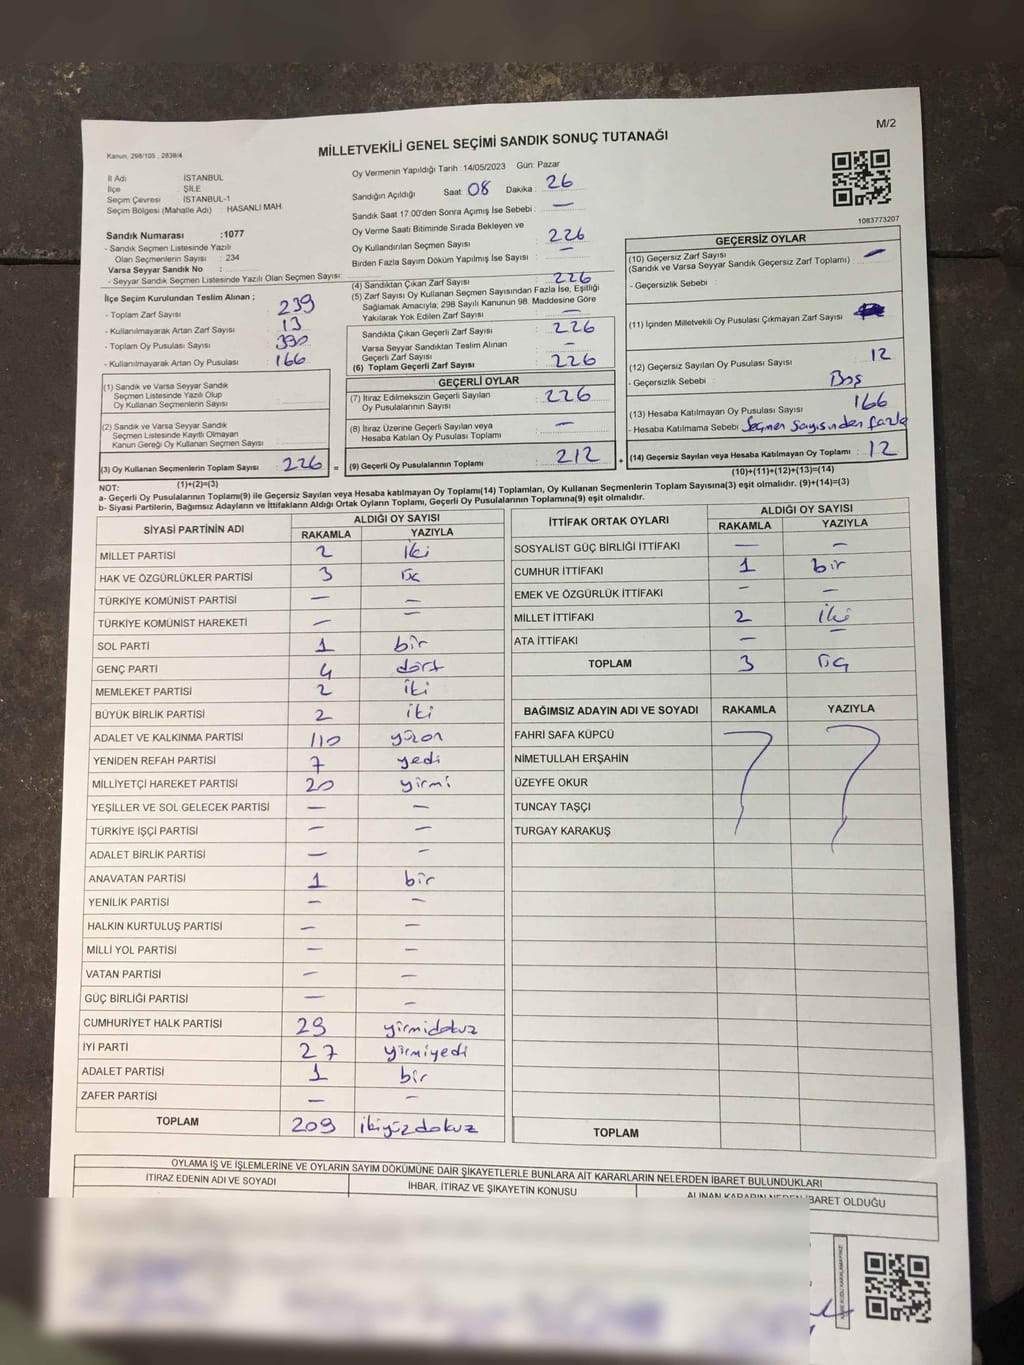 M/2
Kanun: 298/105 , 2839/4
MİLLETVEKİLİ GENEL SEÇİMİ SANDIK SONUÇ TUTANAĞI
İl Adı : İSTANBUL
İlçe : ŞİLE
Seçim Çevresi : İSTANBUL-1
Seçim Bölgesi (Mahalle Adı) : HASANLI MAH.
Sandık Numarası :1077
- Sandık Seçmen Listesinde Yazılı
Olan Seçmenlerin Sayısı : 234
Varsa Seyyar Sandık No :
- Seyyar Sandık Seçmen Listesinde Yazılı Olan Seçmen Sayısı:
Oy Vermenin Yapıldığı Tarih :14/05/2023 Gün: Pazar
Sandığın Açıldığı Saat: 08 Dakika : 26
Sandık Saat 17.00'den Sonra Açımış İse Sebebi : —
Oy Verme Saati Bitiminde Sırada Bekleyen ve
Oy Kullandırılan Seçmen Sayısı : 226
Birden Fazla Sayım Döküm Yapılmış İse Sayısı : —
1083773207
İlçe Seçim Kurulundan Teslim Alınan ;
- Toplam Zarf Sayısı : 239
- Kullanılmayarak Artan Zarf Sayısı : 13
- Toplam Oy Pusulası Sayısı : 390
- Kullanılmayarak Artan Oy Pusulası : 166
(1) Sandık ve Varsa Seyyar Sandık
Seçmen Listesinde Yazılı Olup
Oy Kullanan Seçmenlerin Sayısı :
(2) Sandık ve Varsa Seyyar Sandık
Seçmen Listesinde Kayıtlı Olmayan
Kanun Gereği Oy Kullanan Seçmen Sayısı :
(3) Oy Kullanan Seçmenlerin Toplam Sayısı : 226 =
(1)+(2)=(3)
(4) Sandıktan Çıkan Zarf Sayısı : 226
(5) Zarf Sayısı Oy Kullanan Seçmen Sayısından Fazla İse, Eşitliği
Sağlamak Amacıyla, 298 Sayılı Kanunun 98. Maddesine Göre
Yakılarak Yok Edilen Zarf Sayısı : —
Sandıkta Çıkan Geçerli Zarf Sayısı : 226
Varsa Seyyar Sandıktan Teslim Alınan
Geçerli Zarf Sayısı : —
(6) Toplam Geçerli Zarf Sayısı : 226
GEÇERLİ OYLAR
(7) İtiraz Edilmeksizin Geçerli Sayılan
Oy Pusulalarının Sayısı : 226
(8) İtiraz Üzerine Geçerli Sayılan veya
Hesaba Katılan Oy Pusulası Toplamı : —
(9) Geçerli Oy Pusulalarının Toplamı : 212 +
GEÇERSİZ OYLAR
(10) Geçersiz Zarf Sayısı : —
(Sandık ve Varsa Seyyar Sandık Geçersiz Zarf Toplamı)
- Geçersizlik Sebebi :
(11) İçinden Milletvekili Oy Pusulası Çıkmayan Zarf Sayısı :
(12) Geçersiz Sayılan Oy Pusulası Sayısı : 12
- Geçersizlik Sebebi : Boş
(13) Hesaba Katılmayan Oy Pusulası Sayısı : 166
- Hesaba Katılmama Sebebi : Seçmen Sayısından fazla
(14) Geçersiz Sayılan veya Hesaba Katılmayan Oy Toplamı : 12
(10)+(11)+(12)+(13)=(14)
NOT:
a- Geçerli Oy Pusulalarının Toplamı(9) ile Geçersiz Sayılan veya Hesaba katılmayan Oy Toplamı(14) Toplamları, Oy Kullanan Seçmenlerin Toplam Sayısına(3) eşit olmalıdır. (9)+(14)=(3)
b- Siyasi Partilerin, Bağımsız Adayların ve İttifakların Aldığı Ortak Oyların Toplamı, Geçerli Oy Pusulalarının Toplamına(9) eşit olmalıdır.
SİYASİ PARTİNİN ADI ALDIĞI OY SAYISI
RAKAMLA YAZIYLA
MİLLET PARTİSİ 2 iki
HAK VE ÖZGÜRLÜKLER PARTİSİ 3 üç
TÜRKİYE KOMÜNİST PARTİSİ — —
TÜRKİYE KOMÜNİST HAREKETİ — —
SOL PARTİ 1 bir
GENÇ PARTİ 4 dört
MEMLEKET PARTİSİ 2 iki
BÜYÜK BİRLİK PARTİSİ 2 iki
ADALET VE KALKINMA PARTİSİ 110 yüzon
YENİDEN REFAH PARTİSİ 7 yedi
MİLLİYETÇİ HAREKET PARTİSİ 20 yirmi
YEŞİLLER VE SOL GELECEK PARTİSİ — —
TÜRKİYE İŞÇİ PARTİSİ — —
ADALET BİRLİK PARTİSİ — —
ANAVATAN PARTİSİ 1 bir
YENİLİK PARTİSİ — —
HALKIN KURTULUŞ PARTİSİ — —
MİLLİ YOL PARTİSİ — —
VATAN PARTİSİ — —
GÜÇ BİRLİĞİ PARTİSİ — —
CUMHURİYET HALK PARTİSİ 29 yirmidokuz
İYİ PARTİ 27 yirmiyedi
ADALET PARTİSİ 1 bir
ZAFER PARTİSİ — —
TOPLAM 209 ikiyüzdokuz
İTTİFAK ORTAK OYLARI ALDIĞI OY SAYISI
RAKAMLA YAZIYLA
SOSYALİST GÜÇ BİRLİĞİ İTTİFAKI — —
CUMHUR İTTİFAKI 1 bir
EMEK VE ÖZGÜRLÜK İTTİFAKI — —
MİLLET İTTİFAKI 2 iki
ATA İTTİFAKI — —
TOPLAM 3 üç
BAĞIMSIZ ADAYIN ADI VE SOYADI RAKAMLA YAZIYLA
FAHRİ SAFA KÜPCÜ
NİMETULLAH ERŞAHİN
ÜZEYFE OKUR
TUNCAY TAŞÇI
TURGAY KARAKUŞ
TOPLAM
OYLAMA İŞ VE İŞLEMLERİNE VE OYLARIN SAYIM DÖKÜMÜNE DAİR ŞİKAYETLERLE BUNLARA AİT KARARLARIN NELERDEN İBARET BULUNDUKLARI
İTİRAZ EDENİN ADI VE SOYADI İHBAR, İTİRAZ VE ŞİKAYETİN KONUSU ALINAN KARARIN NEDEN İBARET OLDUĞU